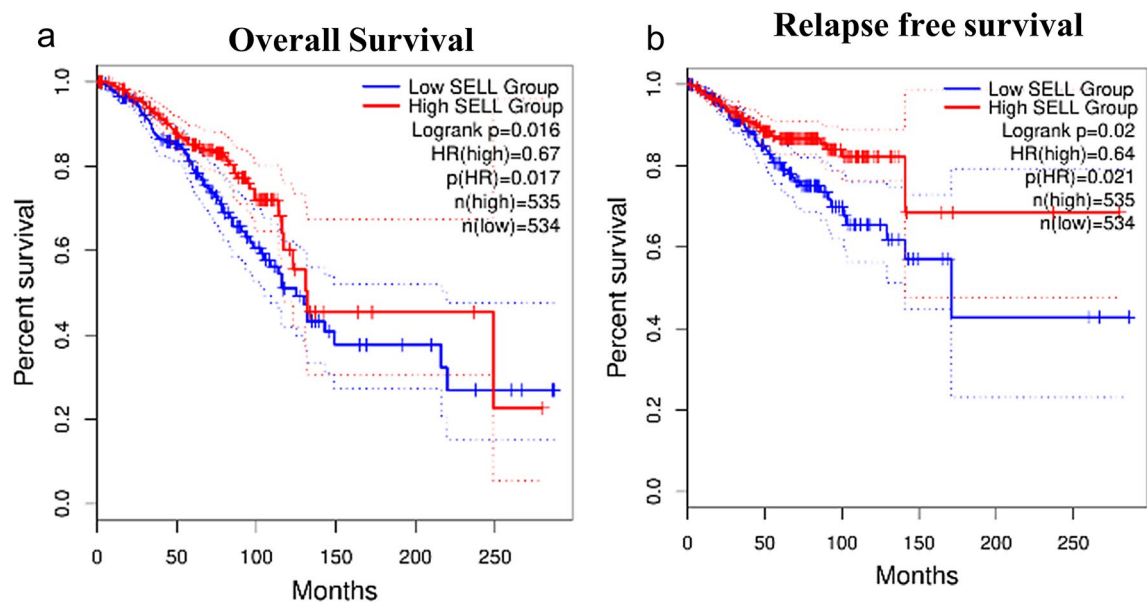 a
Overall Survival
Low SELL Group
High SELL Group
Logrank p=0.016
HR(high)=0.67
p(HR)=0.017
n(high)=535
n(low)=534
Percent survival
1.0
0.8
0.6
0.4
0.2
0.0
0 50 100 150 200 250
Months
b
Relapse free survival
Low SELL Group
High SELL Group
Logrank p=0.02
HR(high)=0.64
p(HR)=0.021
n(high)=535
n(low)=534
Percent survival
1.0
0.8
0.6
0.4
0.2
0.0
0 50 100 150 200 250
Months